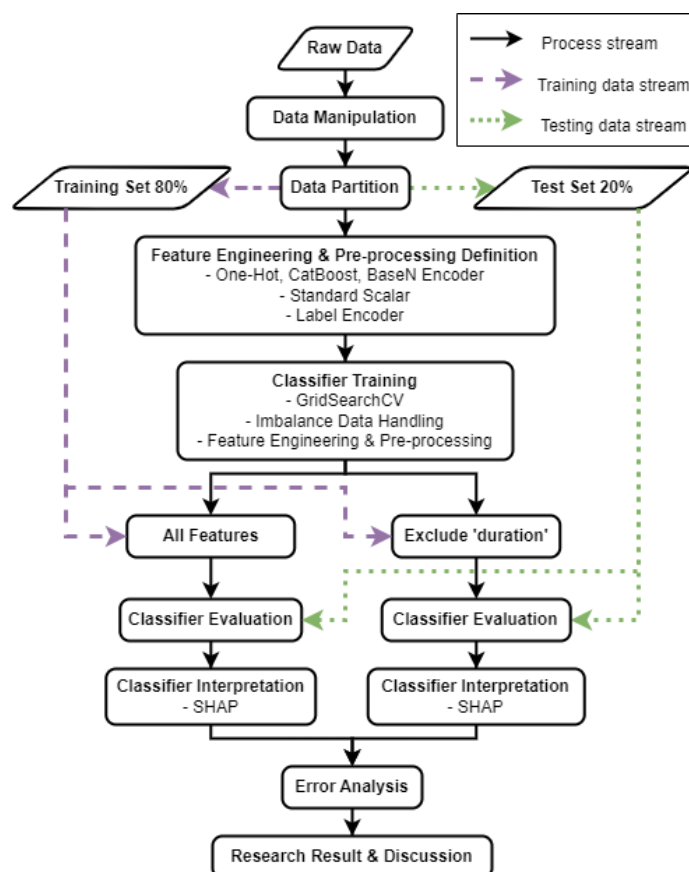 Raw Data
Process stream
Training data stream
Testing data stream
Data Manipulation
Training Set 80%
Data Partition
Test Set 20%
Feature Engineering & Pre-processing Definition
- One-Hot, CatBoost, BaseN Encoder
- Standard Scalar
- Label Encoder
Classifier Training
- GridSearchCV
- Imbalance Data Handling
- Feature Engineering & Pre-processing
All Features
Exclude 'duration'
Classifier Evaluation
Classifier Evaluation
Classifier Interpretation
- SHAP
Classifier Interpretation
- SHAP
Error Analysis
Research Result & Discussion